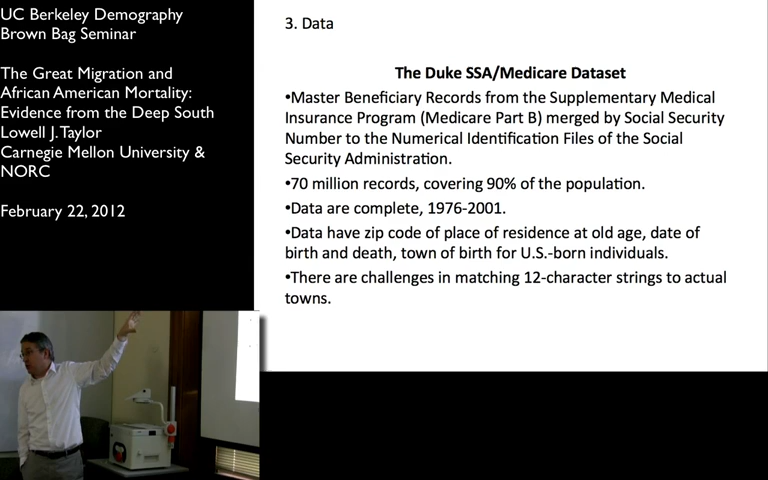 UC Berkeley Demography
Brown Bag Seminar
The Great Migration and
African American Mortality:
Evidence from the Deep South
Lowell J. Taylor
Carnegie Mellon University &
NORC
February 22, 2012
3. Data
The Duke SSA/Medicare Dataset
•Master Beneficiary Records from the Supplementary Medical
Insurance Program (Medicare Part B) merged by Social Security
Number to the Numerical Identification Files of the Social
Security Administration.
•70 million records, covering 90% of the population.
•Data are complete, 1976-2001.
•Data have zip code of place of residence at old age, date of
birth and death, town of birth for U.S.-born individuals.
•There are challenges in matching 12-character strings to actual
towns.